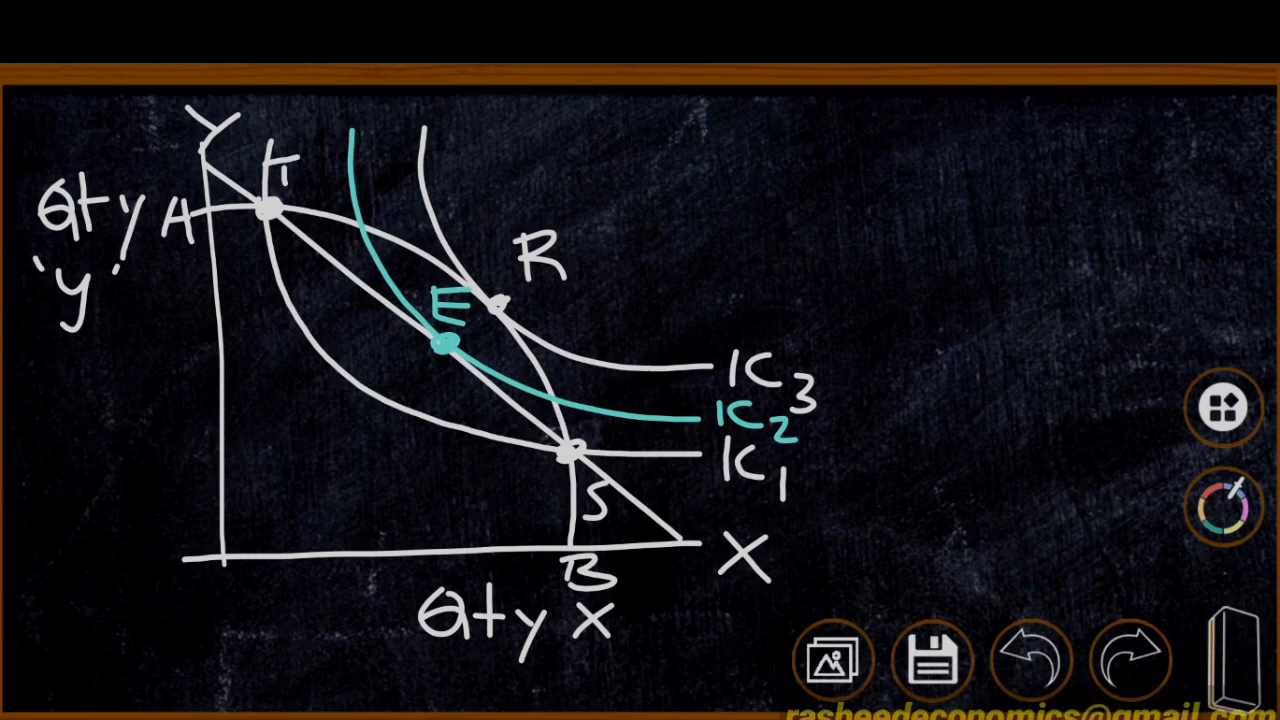 Y
F
Qty A
'y'
R
E
IC3
IC2
IC1
S
X
B
Qty X
rasheedeconomics@gmail.com